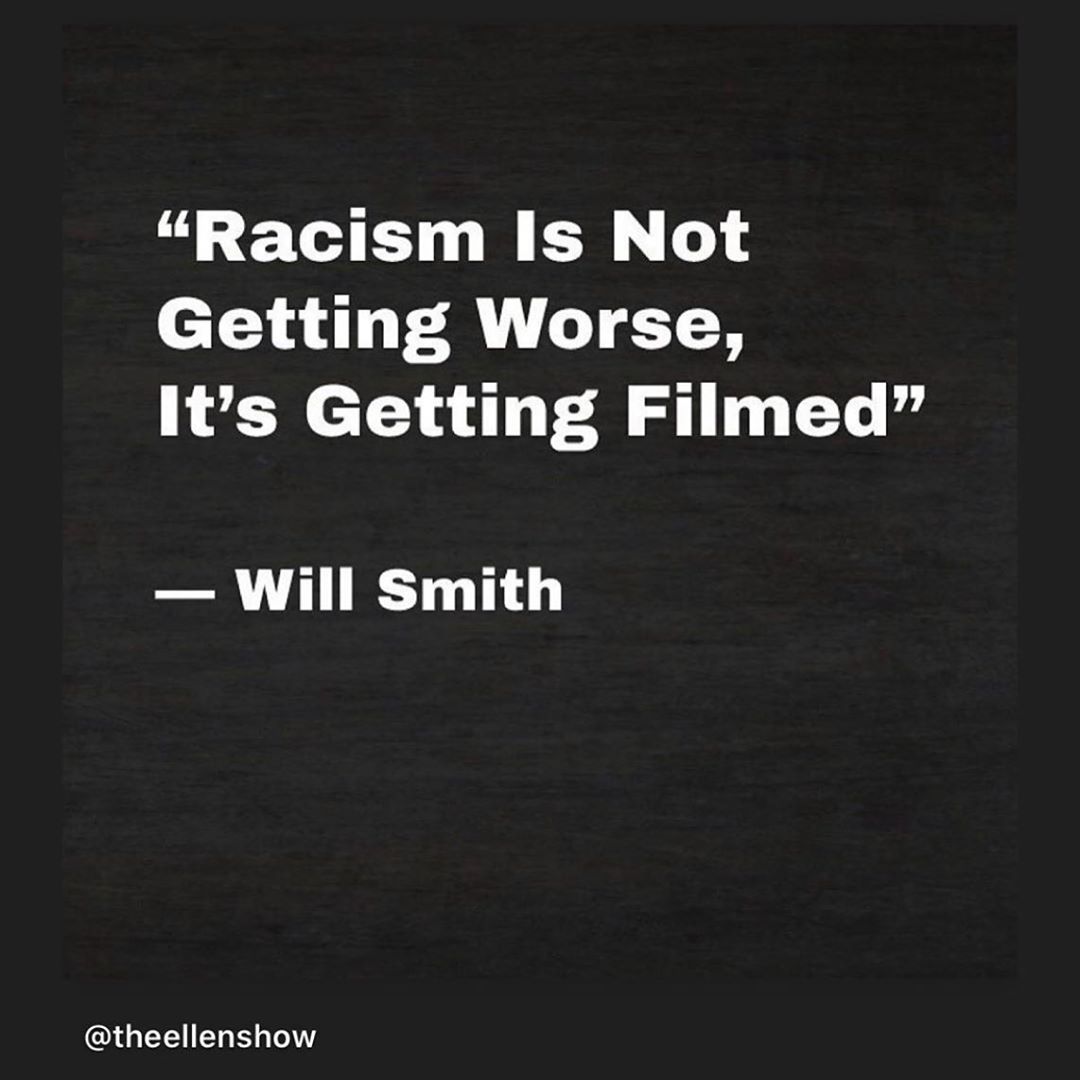 “Racism Is Not
Getting Worse,
It’s Getting Filmed”
— Will Smith
@theellenshow